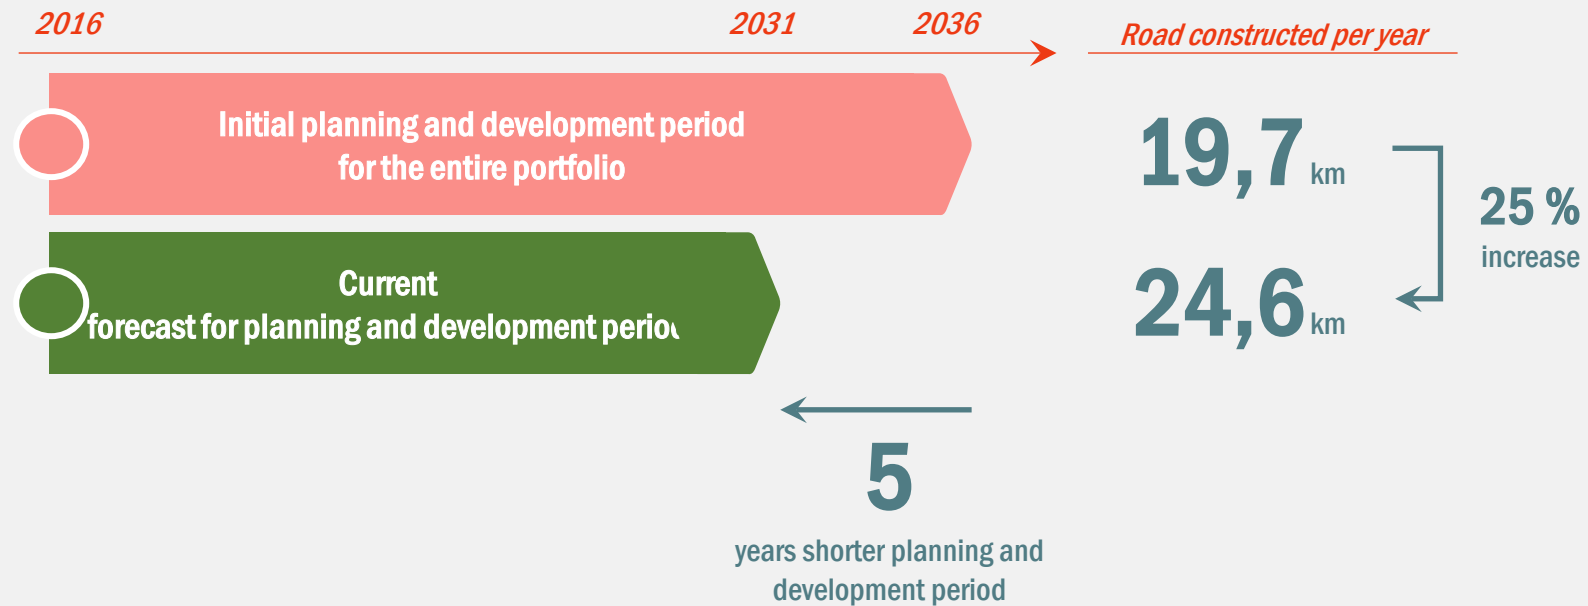 2016
2031
2036
Road constructed per year
Initial planning and development period
for the entire portfolio
19,7 km
25 %
increase
Current
forecast for planning and development
24,6 km
5
years shorter planning and
development period